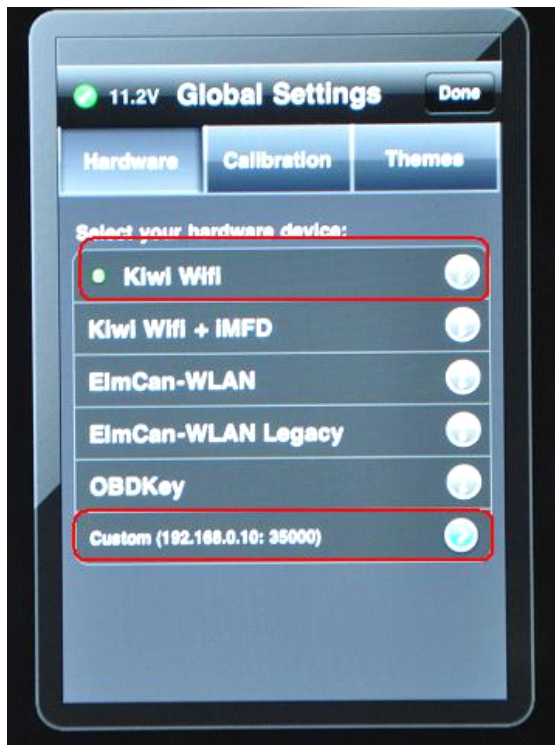 11.2V Global Settings Done
Hardware Calibration Themes
Select your hardware device:
Kiwi Wifi
Kiwi Wifi + iMFD
ElmCan-WLAN
ElmCan-WLAN Legacy
OBDKey
Custom (192.168.0.10: 35000)